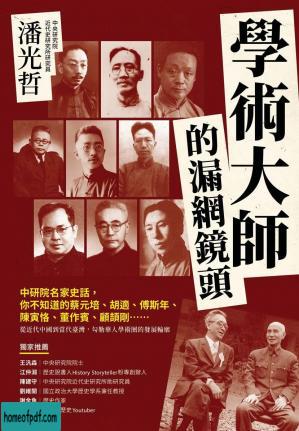 學術大師
的漏網鏡頭
中央研究院
近代史研究所研究員
潘光哲
中研院名家史話，
你不知道的蔡元培、胡適、傅斯年、
陳寅恪、董作賓、顧頡剛……
從近代中國到當代臺灣，勾勒華人學術圈的發展輪廓
獨家推薦
王汎森｜中央研究院院士
江仲淵｜歷史說書人History Storyteller粉專創辦人
陳建守｜中央研究院近代史研究所助研究員
劉維開｜國立政治大學歷史學系兼任教授
謝金魚｜歷史作家
歷史Youtuber
homeofpdf.com